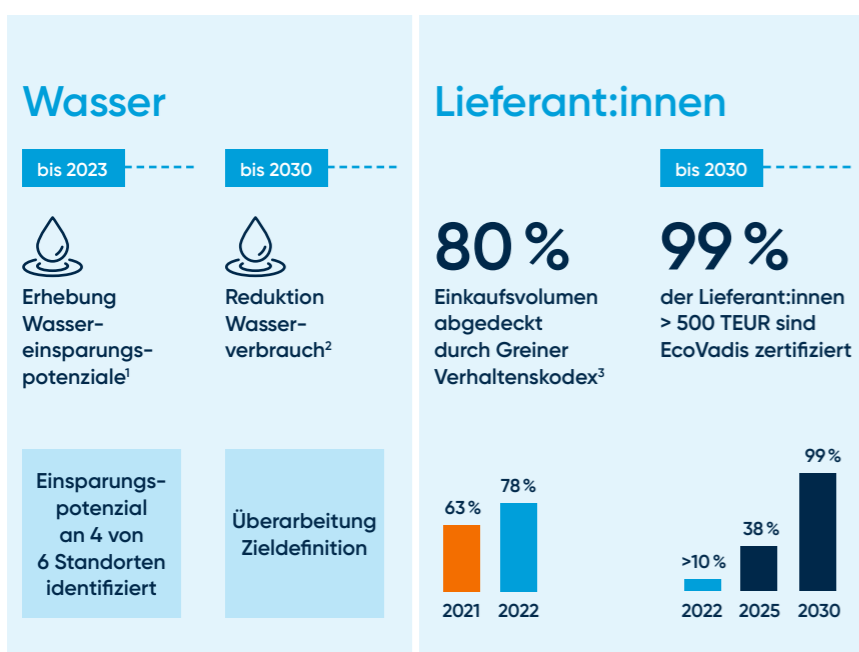 Wasser
bis 2023
Erhebung
Wasser-
einsparungs-
potenziale¹
Einsparungs-
potenzial
an 4 von
6 Standorten
identifiziert
bis 2030
Reduktion
Wasser-
verbrauch²
Überarbeitung
Zieldefinition
Lieferant:innen
80 %
Einkaufsvolumen
abgedeckt
durch Greiner
Verhaltenskodex³
63 %
78 %
2021
2022
bis 2030
99 %
der Lieferant:innen
> 500 TEUR sind
EcoVadis zertifiziert
>10 %
38 %
99 %
2022
2025
2030